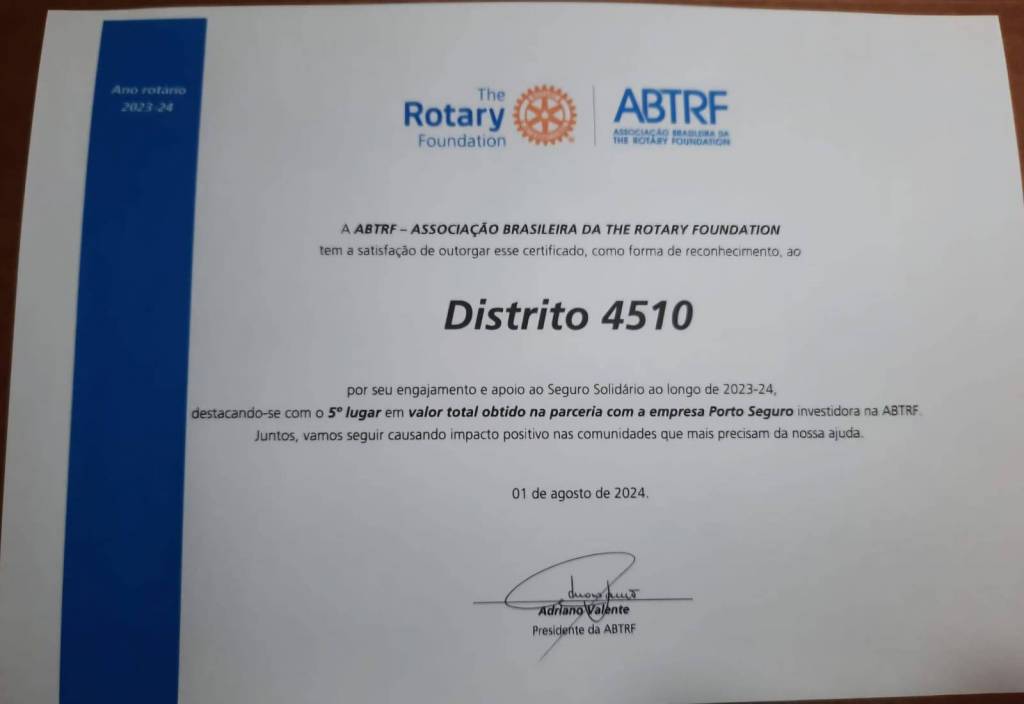 Ano rotário
2023-24
The
Rotary
Foundation
ABTRF
ASSOCIAÇÃO BRASILEIRA DA
THE ROTARY FOUNDATION
A ABTRF – ASSOCIAÇÃO BRASILEIRA DA THE ROTARY FOUNDATION
tem a satisfação de outorgar esse certificado, como forma de reconhecimento, ao
Distrito 4510
por seu engajamento e apoio ao Seguro Solidário ao longo de 2023-24,
destacando-se com o 5º lugar em valor total obtido na parceria com a empresa Porto Seguro investidora na ABTRF.
Juntos, vamos seguir causando impacto positivo nas comunidades que mais precisam da nossa ajuda.
01 de agosto de 2024.
Adriano Valente
Presidente da ABTRF